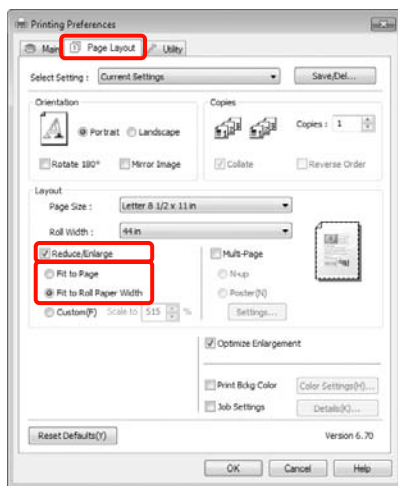 Printing Preferences
Main Page Layout Utility
Select Setting : Current Settings Save/Del...
Orientation Copies
Portrait Landscape Copies : 1
Rotate 180° Mirror Image Collate Reverse Order
Layout
Page Size : Letter 8 1/2 x 11 in
Roll Width : 44 in
Reduce/Enlarge Multi-Page
Fit to Page N-up
Fit to Roll Paper Width Poster(N)
Custom(F) Scale to 515 % Settings...
Optimize Enlargement
Print Bckg Color Color Settings(H)...
Job Settings Details(K)...
Reset Defaults(Y) Version 6.70
OK Cancel Help